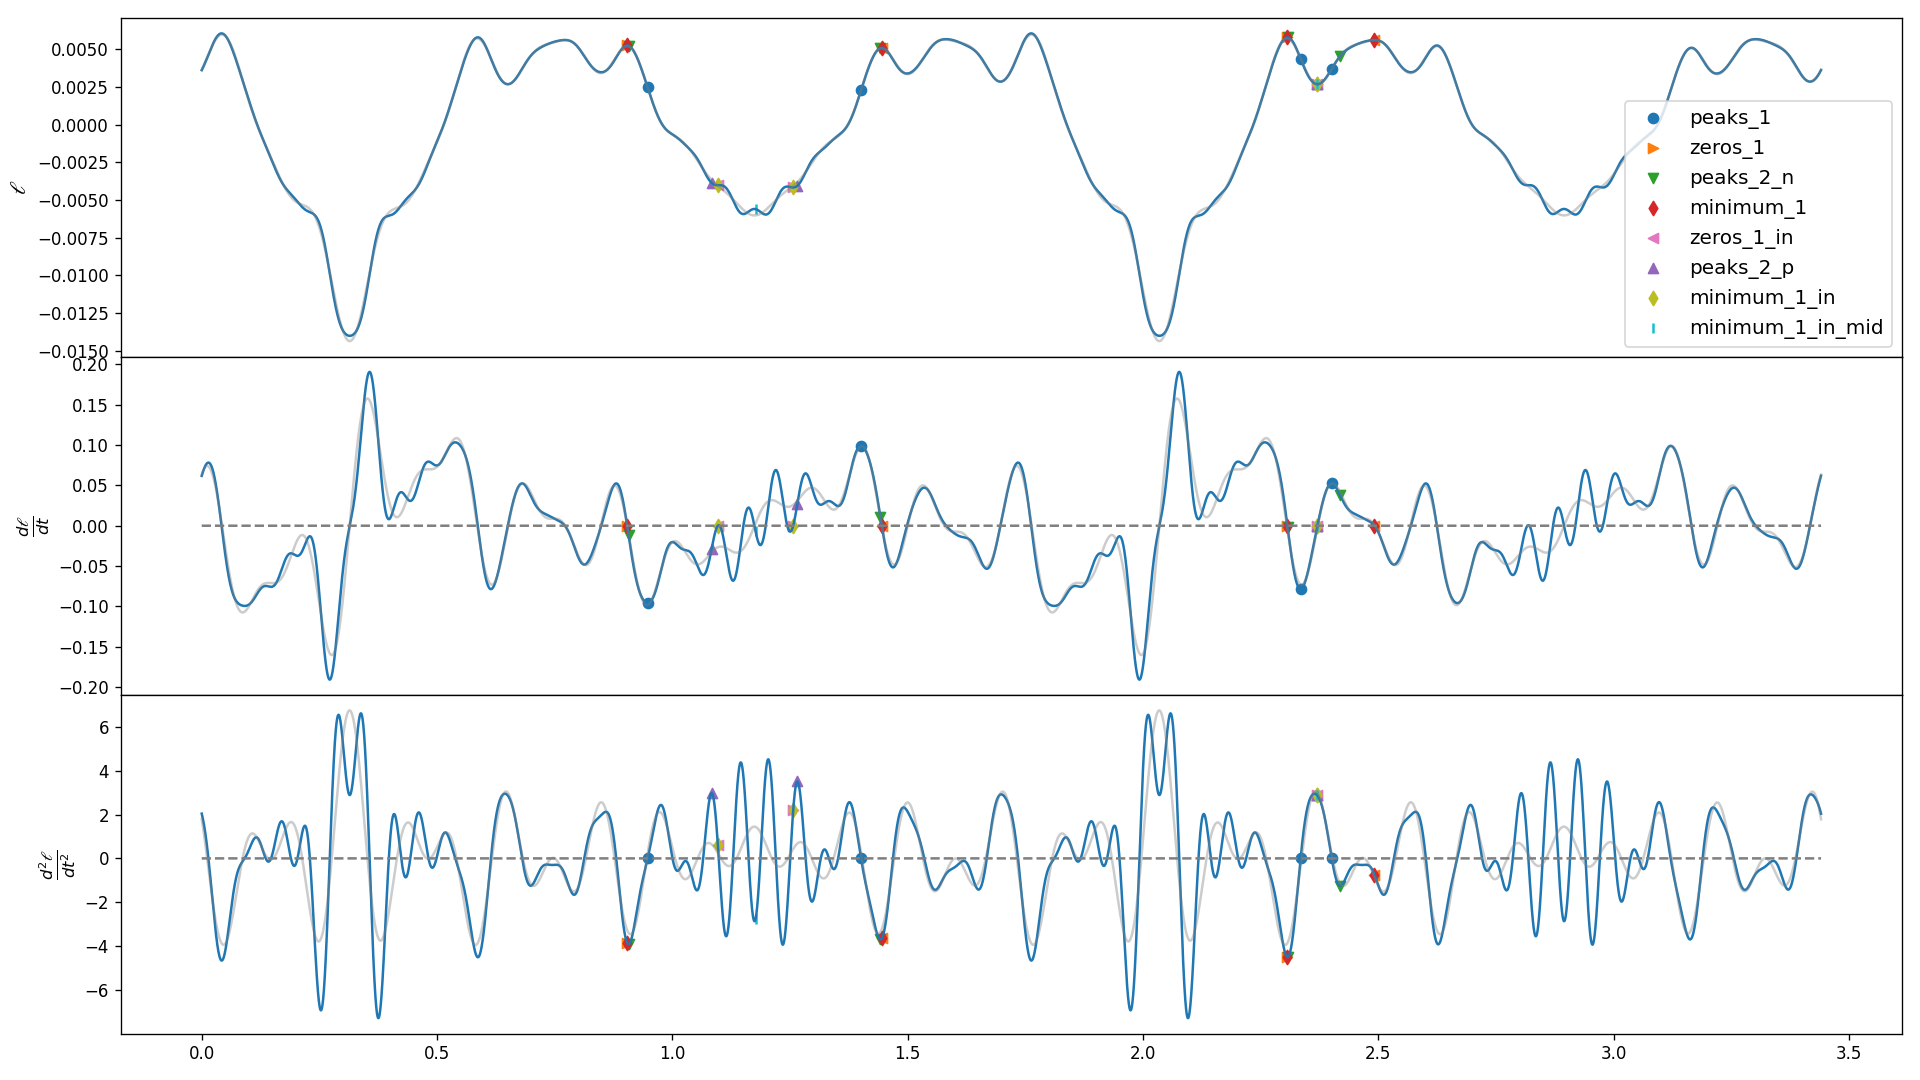 0.0050
0.0025
0.0000
−0.0025
−0.0050
−0.0075
−0.0100
−0.0125
−0.0150
ℓ
peaks_1
zeros_1
peaks_2_n
minimum_1
zeros_1_in
peaks_2_p
minimum_1_in
minimum_1_in_mid
0.20
0.15
0.10
0.05
0.00
−0.05
−0.10
−0.15
−0.20
dℓ
dt
6
4
2
0
−2
−4
−6
d²ℓ
dt²
0.0 0.5 1.0 1.5 2.0 2.5 3.0 3.5